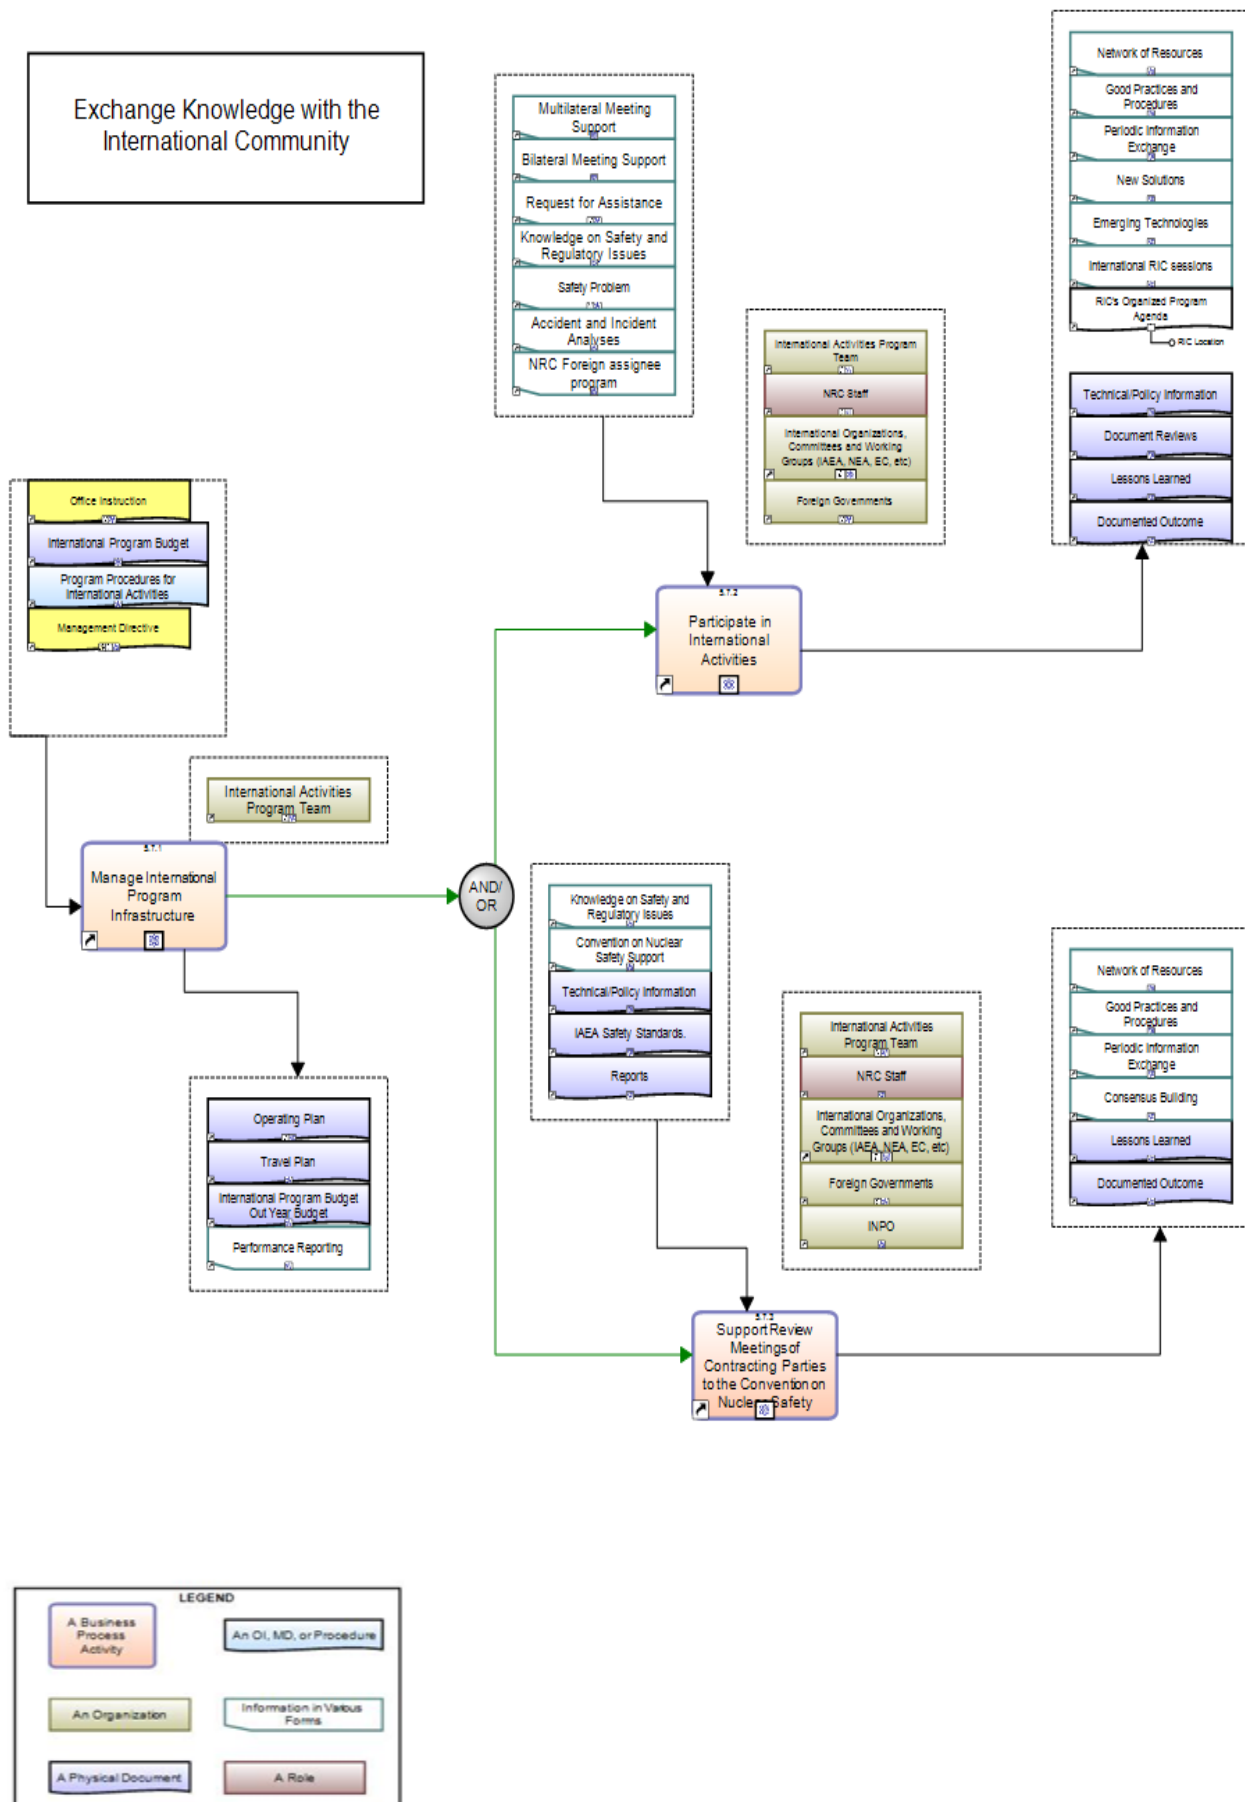 Exchange Knowledge with the
International Community
Multilateral Meeting
Support
Bilateral Meeting Support
Request for Assistance
Knowledge on Safety and
Regulatory Issues
Safety Problem
Accident and Incident
Analyses
NRC Foreign assignee
program
Network of Resources
Good Practices and
Procedures
Periodic Information
Exchange
New Solutions
Emerging Technologies
International RIC sessions
RIC's Organized Program
Agenda
RIC Location
Technical/Policy Information
Document Reviews
Lessons Learned
Documented Outcome
International Activities Program
Team
NRC Staff
International Organizations,
Committees and Working
Groups (IAEA, NEA, EC, etc)
Foreign Governments
Office Instruction
International Program Budget
Program Procedures for
International Activities
Management Directive
5.7.2
Participate in
International
Activities
International Activities
Program Team
5.7.1
Manage International
Program
Infrastructure
AND/
OR
Knowledge on Safety and
Regulatory Issues
Convention on Nuclear
Safety Support
Technical/Policy Information
IAEA Safety Standards.
Reports
International Activities
Program Team
NRC Staff
International Organizations,
Committees and Working
Groups (IAEA, NEA, EC, etc)
Foreign Governments
INPO
Network of Resources
Good Practices and
Procedures
Periodic Information
Exchange
Consensus Building
Lessons Learned
Documented Outcome
Operating Plan
Travel Plan
International Program Budget
Out Year Budget
Performance Reporting
5.7.3
Support Review
Meetings of
Contracting Parties
to the Convention on
Nuclear Safety
LEGEND
A Business
Process
Activity
An OI, MD, or Procedure
An Organization
Information in Various
Forms
A Physical Document
A Role